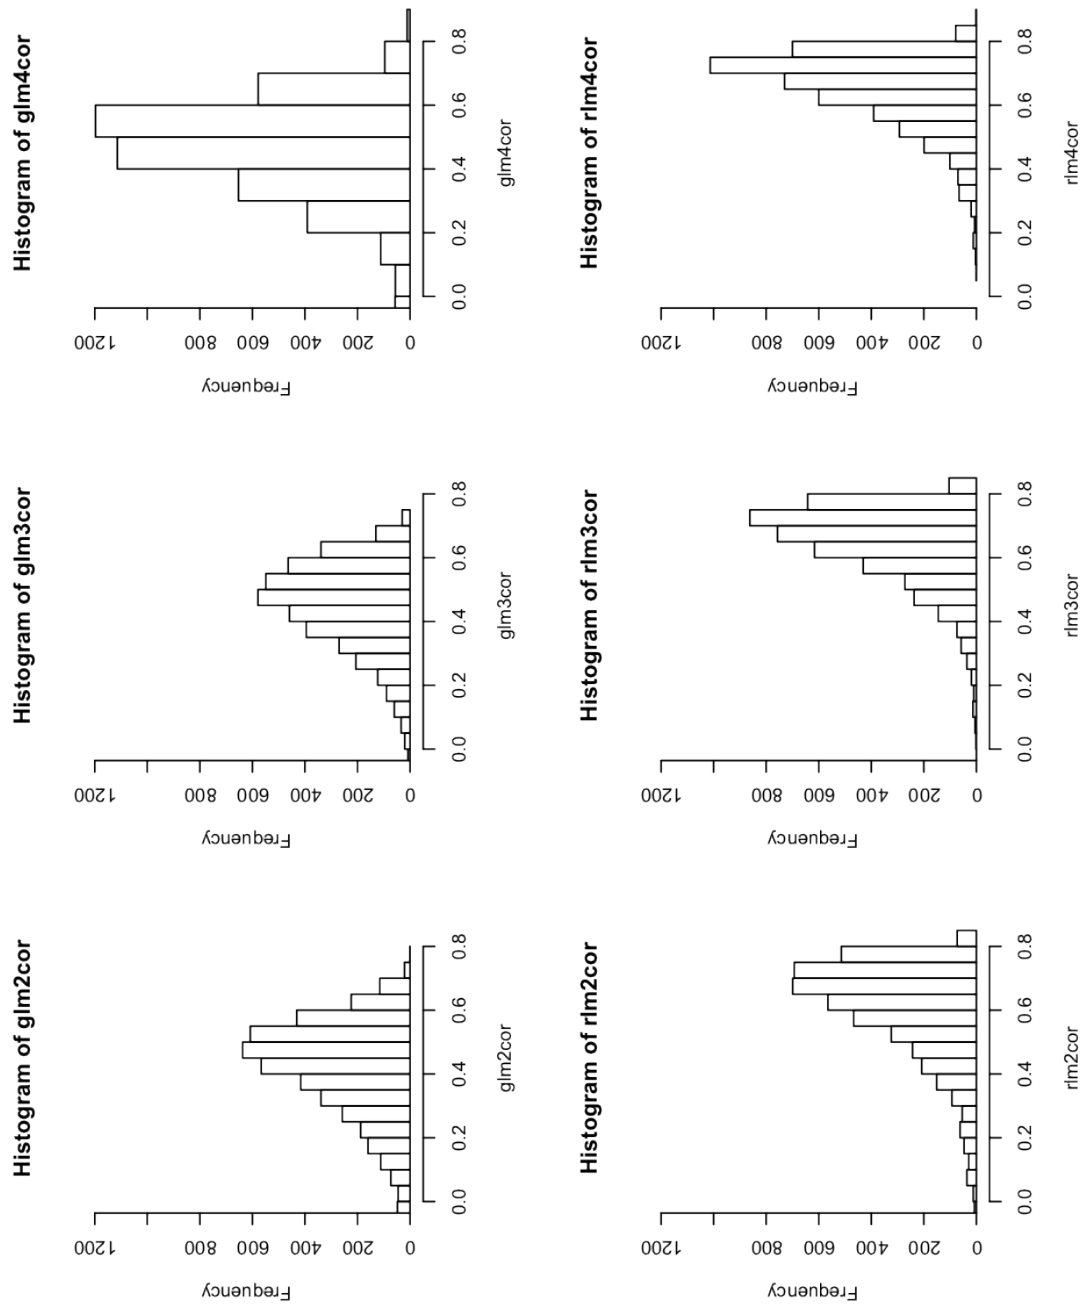 Histogram of glm2cor
Frequency
0 200 400 600 800 1200
0.0 0.2 0.4 0.6 0.8
glm2cor
Histogram of glm3cor
Frequency
0 200 400 600 800 1200
0.0 0.2 0.4 0.6 0.8
glm3cor
Histogram of glm4cor
Frequency
0 200 400 600 800 1200
0.0 0.2 0.4 0.6 0.8
glm4cor
Histogram of rlm2cor
Frequency
0 200 400 600 800 1200
0.0 0.2 0.4 0.6 0.8
rlm2cor
Histogram of rlm3cor
Frequency
0 200 400 600 800 1200
0.0 0.2 0.4 0.6 0.8
rlm3cor
Histogram of rlm4cor
Frequency
0 200 400 600 800 1200
0.0 0.2 0.4 0.6 0.8
rlm4cor